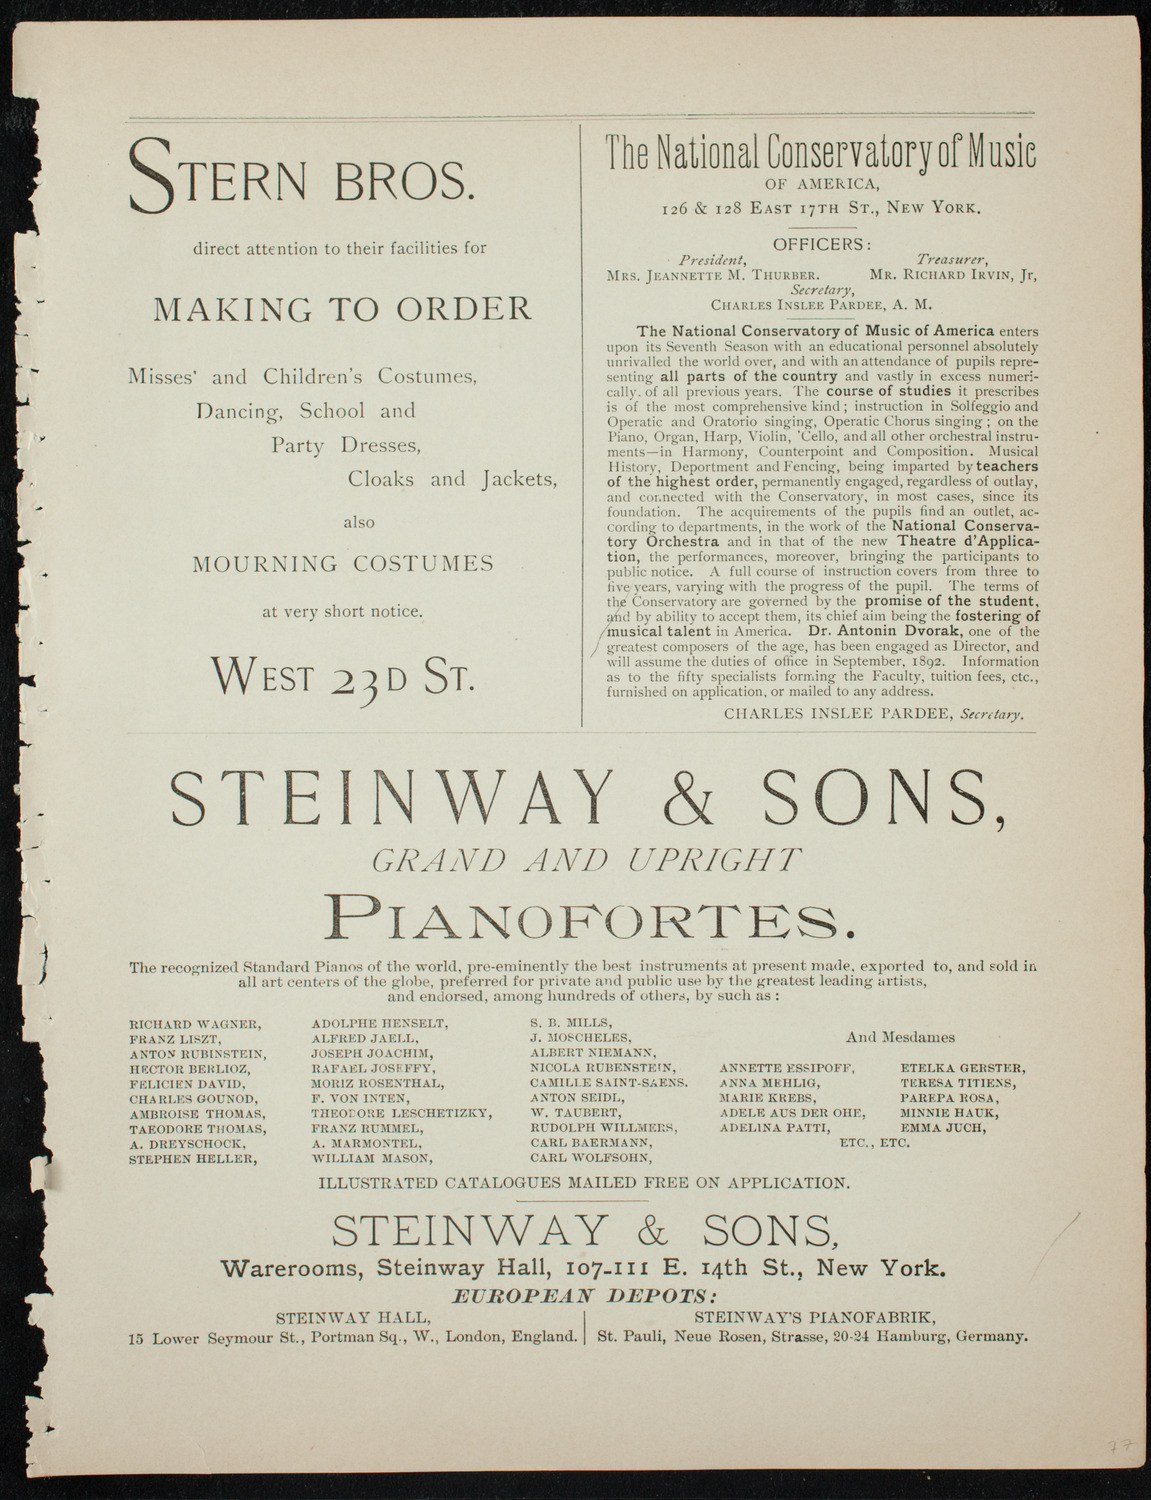 STERN BROS.
direct attention to their facilities for
MAKING TO ORDER
Misses' and Children's Costumes,
Dancing, School and
Party Dresses,
Cloaks and Jackets,
also
MOURNING COSTUMES
at very short notice.
WEST 23D ST.
The National Conservatory of Music
OF AMERICA,
126 & 128 EAST 17TH ST., NEW YORK.
OFFICERS:
President, Treasurer,
MRS. JEANNETTE M. THURBER. MR. RICHARD IRVIN, Jr,
Secretary,
CHARLES INSLEE PARDEE, A. M.
The National Conservatory of Music of America enters
upon its Seventh Season with an educational personnel absolutely
unrivalled the world over, and with an attendance of pupils repre-
senting all parts of the country and vastly in excess numeri-
cally. of all previous years. The course of studies it prescribes
is of the most comprehensive kind; instruction in Solfeggio and
Operatic and Oratorio singing, Operatic Chorus singing; on the
Piano, Organ, Harp, Violin, 'Cello, and all other orchestral instru-
ments—in Harmony, Counterpoint and Composition. Musical
History, Deportment and Fencing, being imparted by teachers
of the highest order, permanently engaged, regardless of outlay,
and connected with the Conservatory, in most cases, since its
foundation. The acquirements of the pupils find an outlet, ac-
cording to departments, in the work of the National Conserva-
tory Orchestra and in that of the new Theatre d'Applica-
tion, the performances, moreover, bringing the participants to
public notice. A full course of instruction covers from three to
five years, varying with the progress of the pupil. The terms of
the Conservatory are governed by the promise of the student,
and by ability to accept them, its chief aim being the fostering of
musical talent in America. Dr. Antonin Dvorak, one of the
greatest composers of the age, has been engaged as Director, and
will assume the duties of office in September, 1892. Information
as to the fifty specialists forming the Faculty, tuition fees, etc.,
furnished on application, or mailed to any address.
CHARLES INSLEE PARDEE, Secretary.
STEINWAY & SONS,
GRAND AND UPRIGHT
PIANOFORTES.
The recognized Standard Pianos of the world, pre-eminently the best instruments at present made, exported to, and sold in
all art centers of the globe, preferred for private and public use by the greatest leading artists,
and endorsed, among hundreds of others, by such as:
RICHARD WAGNER,
FRANZ LISZT,
ANTON RUBINSTEIN,
HECTOR BERLIOZ,
FELICIEN DAVID,
CHARLES GOUNOD,
AMBROISE THOMAS,
TAEODORE THOMAS,
A. DREYSCHOCK,
STEPHEN HELLER,
ADOLPHE HENSELT,
ALFRED JAELL,
JOSEPH JOACHIM,
RAFAEL JOSEFFY,
MORIZ ROSENTHAL,
F. VON INTEN,
THEODORE LESCHETIZKY,
FRANZ RUMMEL,
A. MARMONTEL,
WILLIAM MASON,
S. B. MILLS,
J. MOSCHELES,
ALBERT NIEMANN,
NICOLA RUBENSTEIN,
CAMILLE SAINT-SAENS.
ANTON SEIDL,
W. TAUBERT,
RUDOLPH WILLMERS,
CARL BAERMANN,
CARL WOLFSOHN,
And Mesdames
ANNETTE ESSIPOFF,
ANNA MEHLIG,
MARIE KREBS,
ADELE AUS DER OHE,
ADELINA PATTI,
ETELKA GERSTER,
TERESA TITIENS,
PAREPA ROSA,
MINNIE HAUK,
EMMA JUCH,
ETC., ETC.
ILLUSTRATED CATALOGUES MAILED FREE ON APPLICATION.
STEINWAY & SONS,
Warerooms, Steinway Hall, 107-111 E. 14th St., New York.
EUROPEAN DEPOTS:
STEINWAY HALL,
15 Lower Seymour St., Portman Sq., W., London, England.
STEINWAY'S PIANOFABRIK,
St. Pauli, Neue Rosen, Strasse, 20-24 Hamburg, Germany.
77